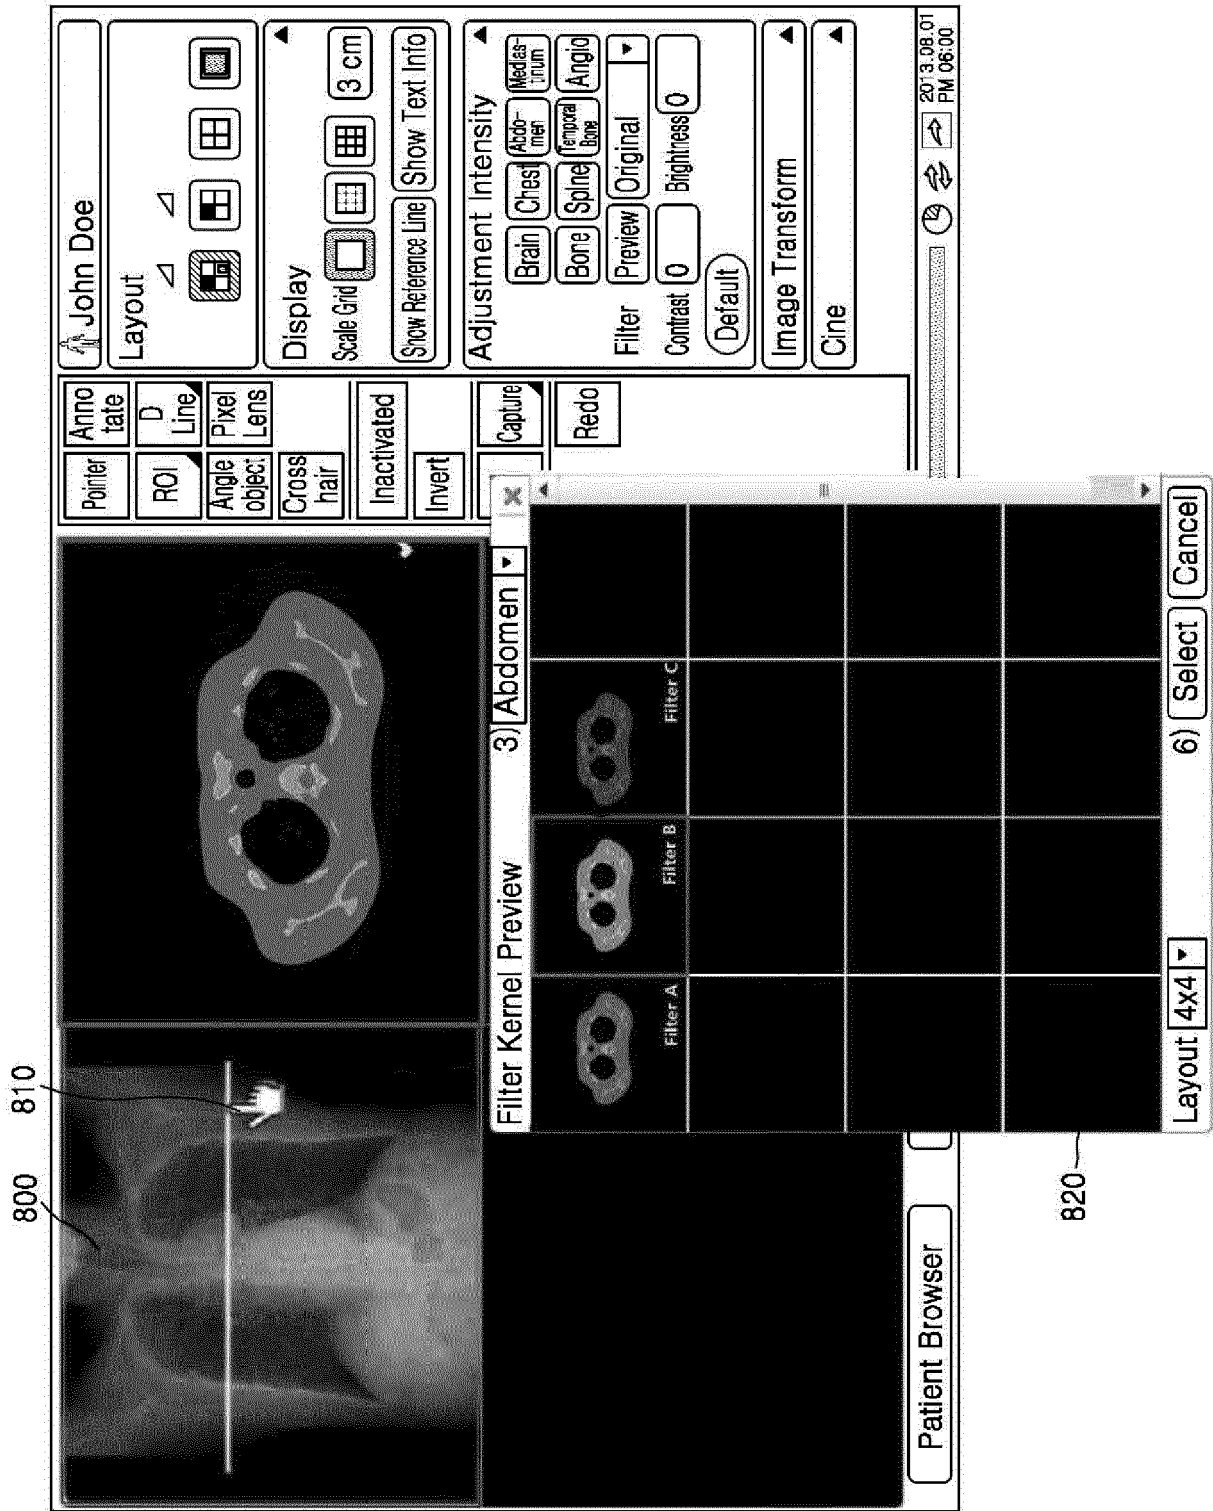 800
810
John Doe
Layout
Display
Scale Grid
3 cm
Show Reference Line
Show Text Info
Adjustment Intensity
Brain
Chest
Abdo-
men
Medias-
tinum
Bone
Spine
Temporal
Bone
Angio
Filter
Preview
Original
Contrast
0
Brightness
0
Default
Image Transform
Cine
Pointer
Anno
tate
ROI
D
Line
Angle
object
Pixel
Lens
Cross
hair
Inactivated
Invert
Capture
Redo
Filter Kernel Preview
3)
Abdomen
Filter A
Filter B
Filter C
Layout
4x4
6)
Select
Cancel
820
Patient Browser
2013.08.01
PM 06:00